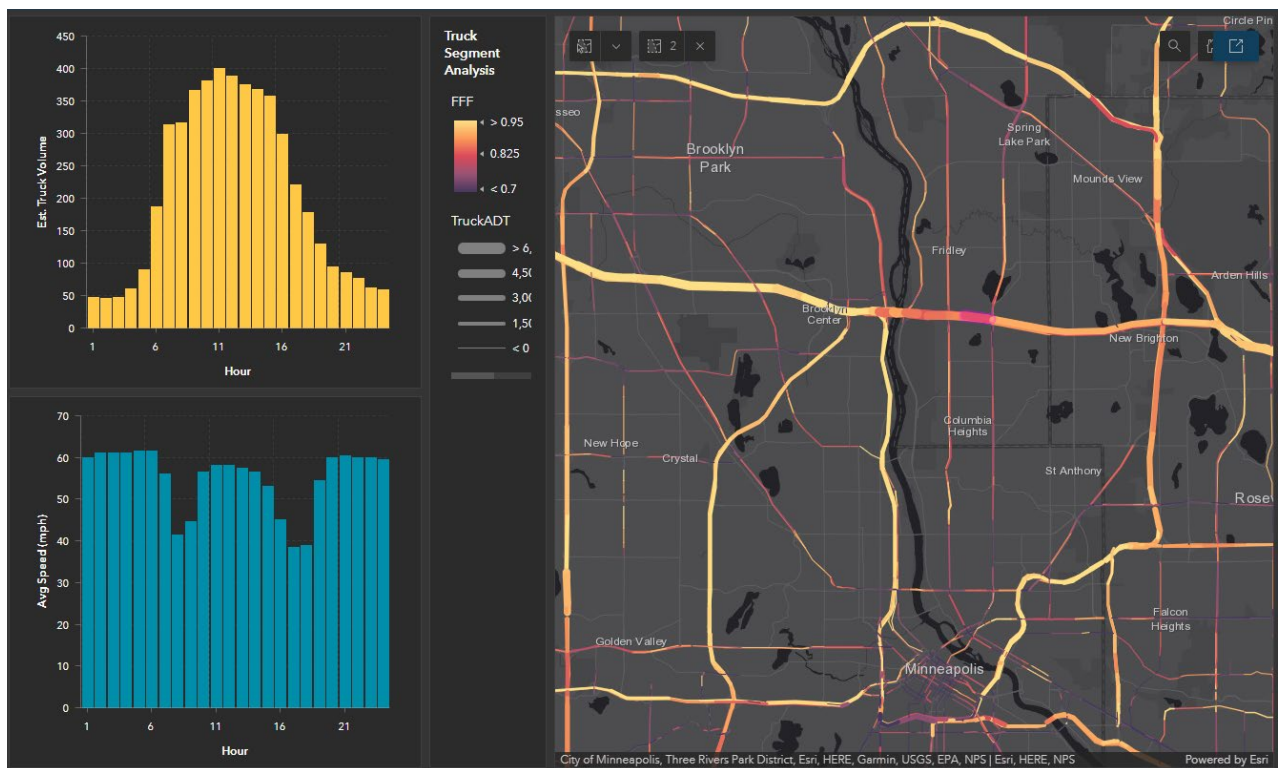 450
400
350
300
250
200
150
100
50
0
Est. Truck Volume
1 6 11 16 21
Hour
70
60
50
40
30
20
10
0
Avg Speed (mph)
1 6 11 16 21
Hour
Truck
Segment
Analysis
FFF
> 0.95
0.825
< 0.7
TruckADT
> 6,
4,50
3,00
1,50
< 0
2
Circle Pin
sseo
Brooklyn
Park
Spring
Lake Park
Mounds View
Fridley
Arden Hills
Brooklyn
Center
New Brighton
Columbia
Heights
New Hope
Crystal
St Anthony
Rosev
Golden Valley
Falcon
Heights
Minneapolis
City of Minneapolis, Three Rivers Park District, Esri, HERE, Garmin, USGS, EPA, NPS | Esri, HERE, NPS
Powered by Esri